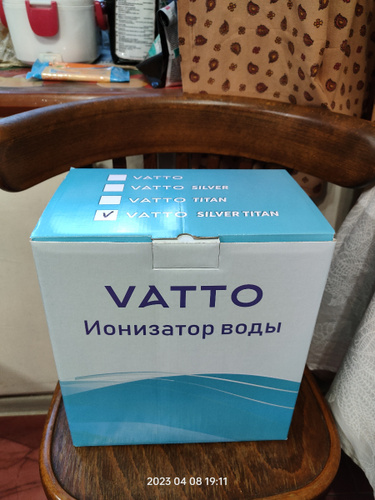 VATTO
VATTO SILVER
VATTO TITAN
VATTO SILVER TITAN
VATTO
Ионизатор воды
2023 04 08 19:11